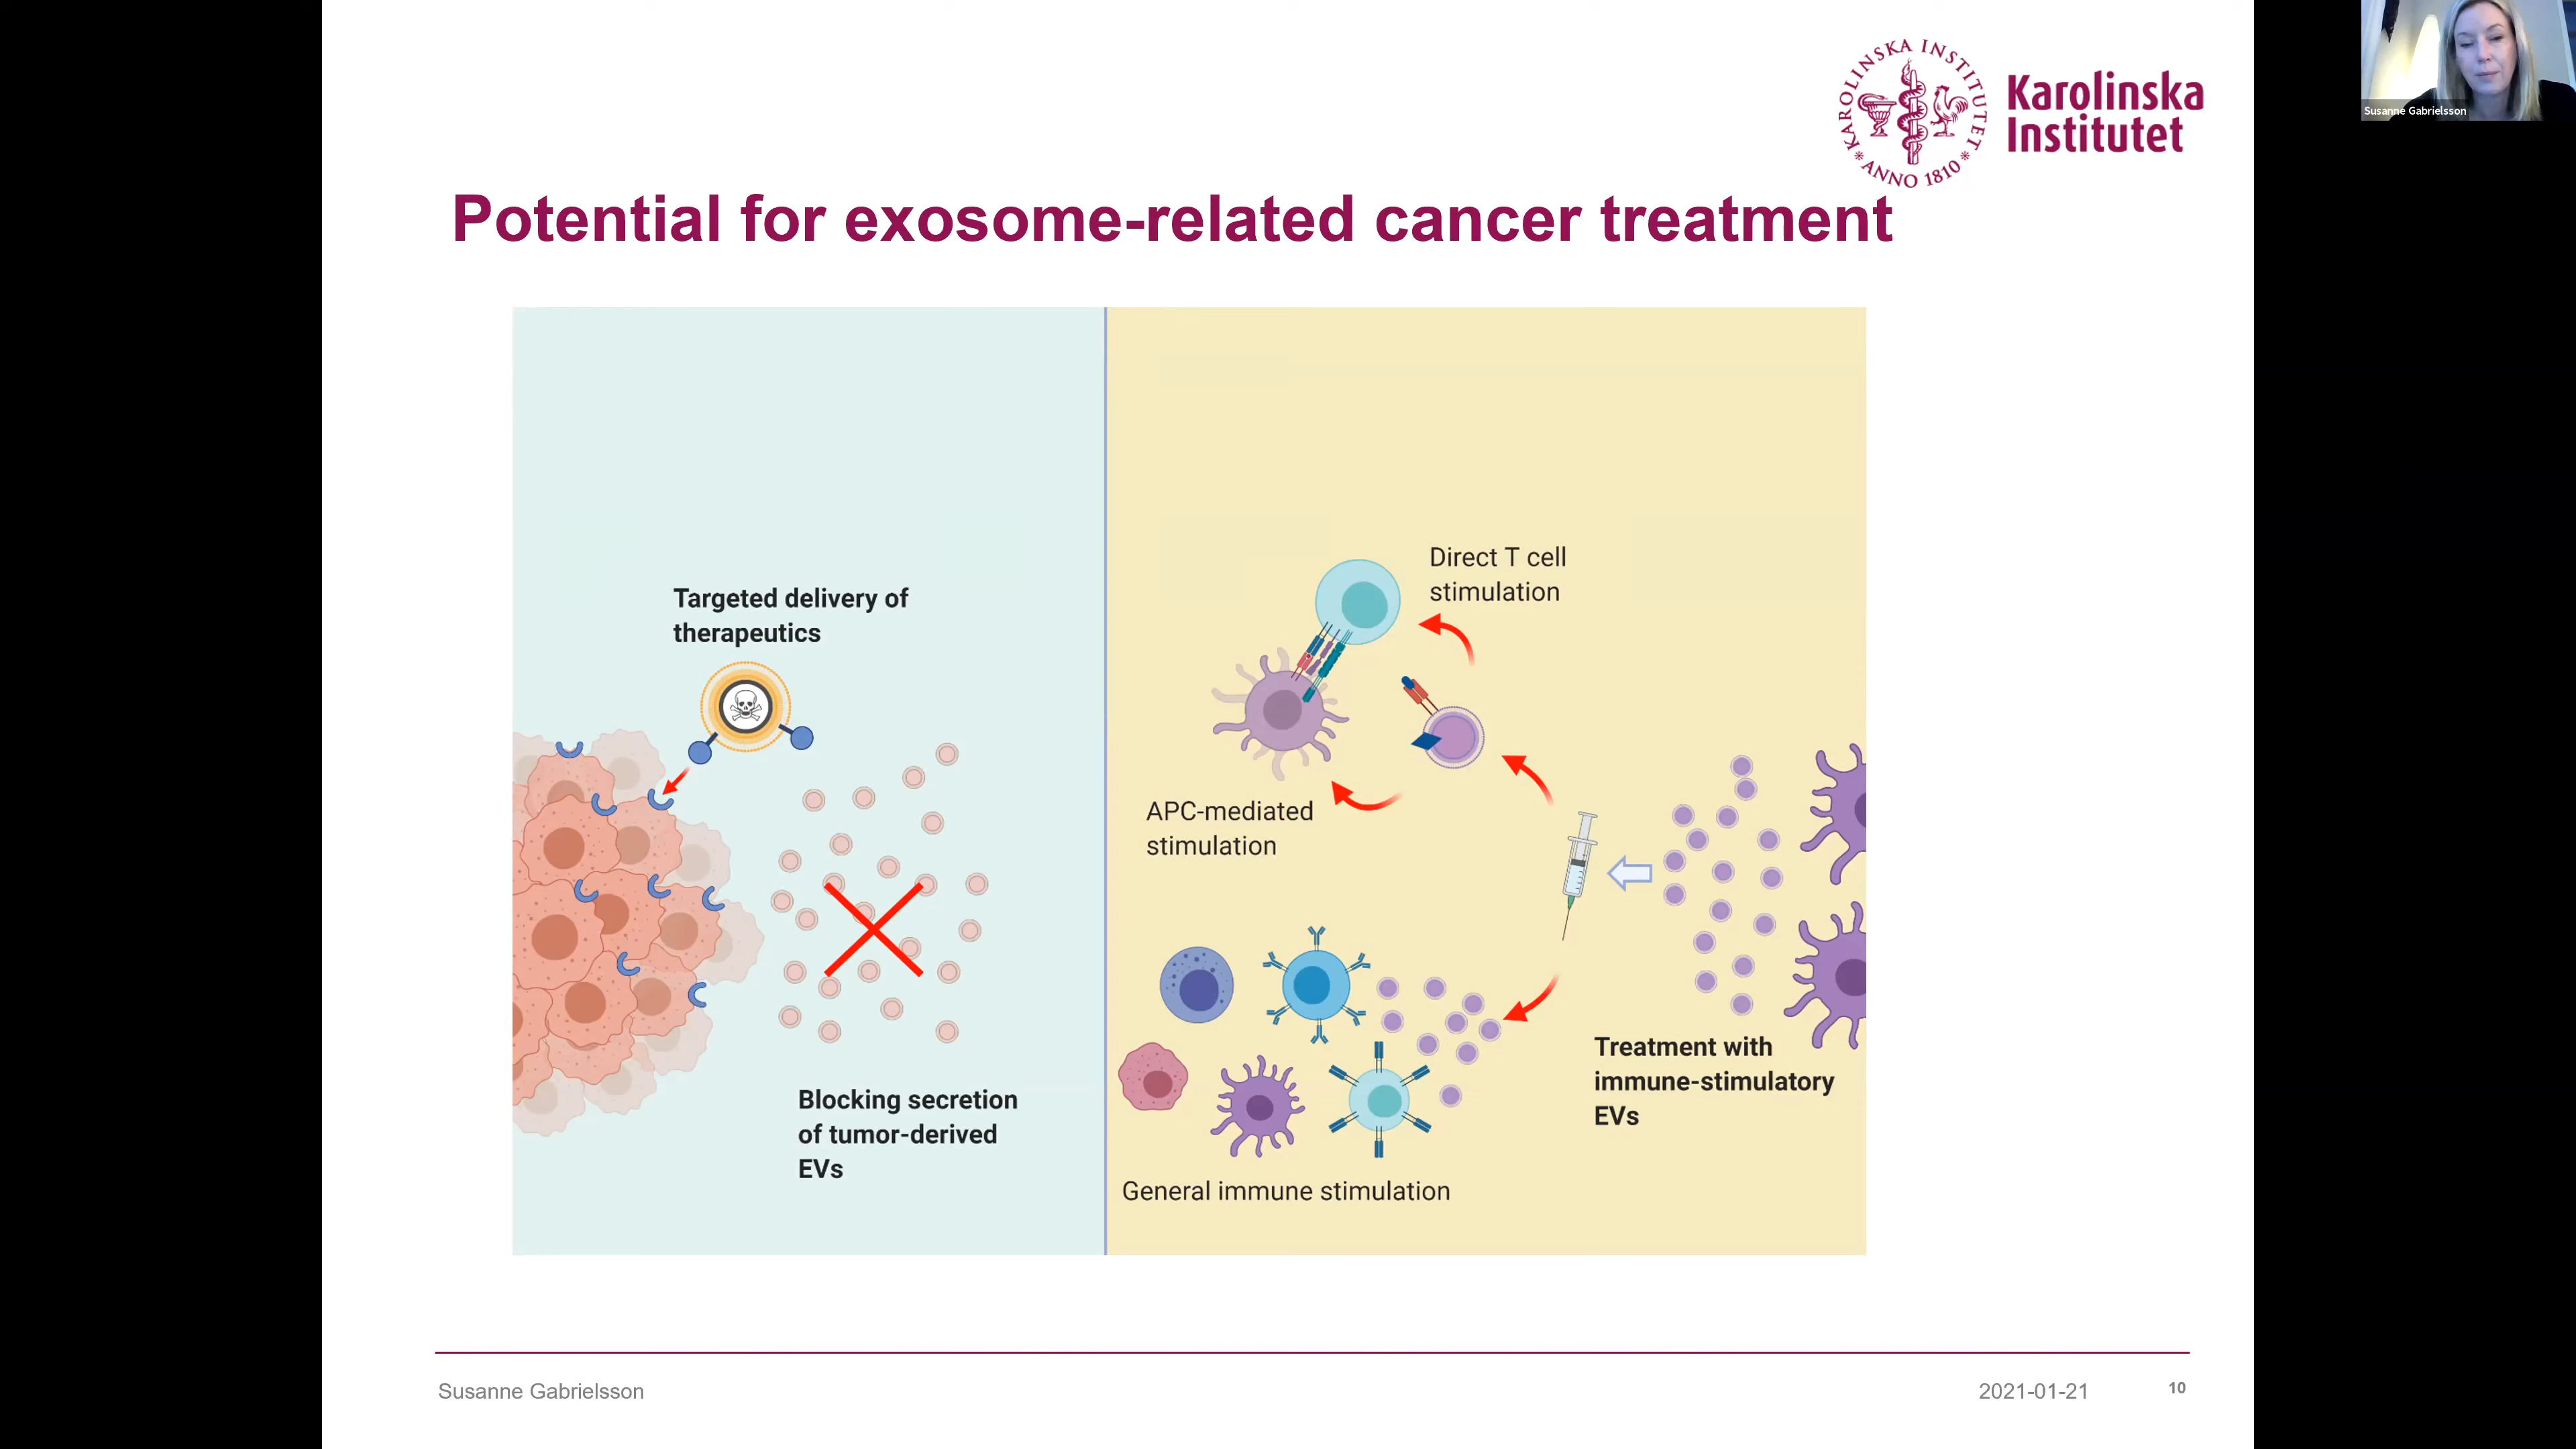 KAROLINSKA INSTITUTET
* ANNO 1810 *
Karolinska
Institutet
Susanne Gabrielsson
Potential for exosome-related cancer treatment
Targeted delivery of
therapeutics
Blocking secretion
of tumor-derived
EVs
Direct T cell
stimulation
APC-mediated
stimulation
Treatment with
immune-stimulatory
EVs
General immune stimulation
Susanne Gabrielsson
2021-01-21
10